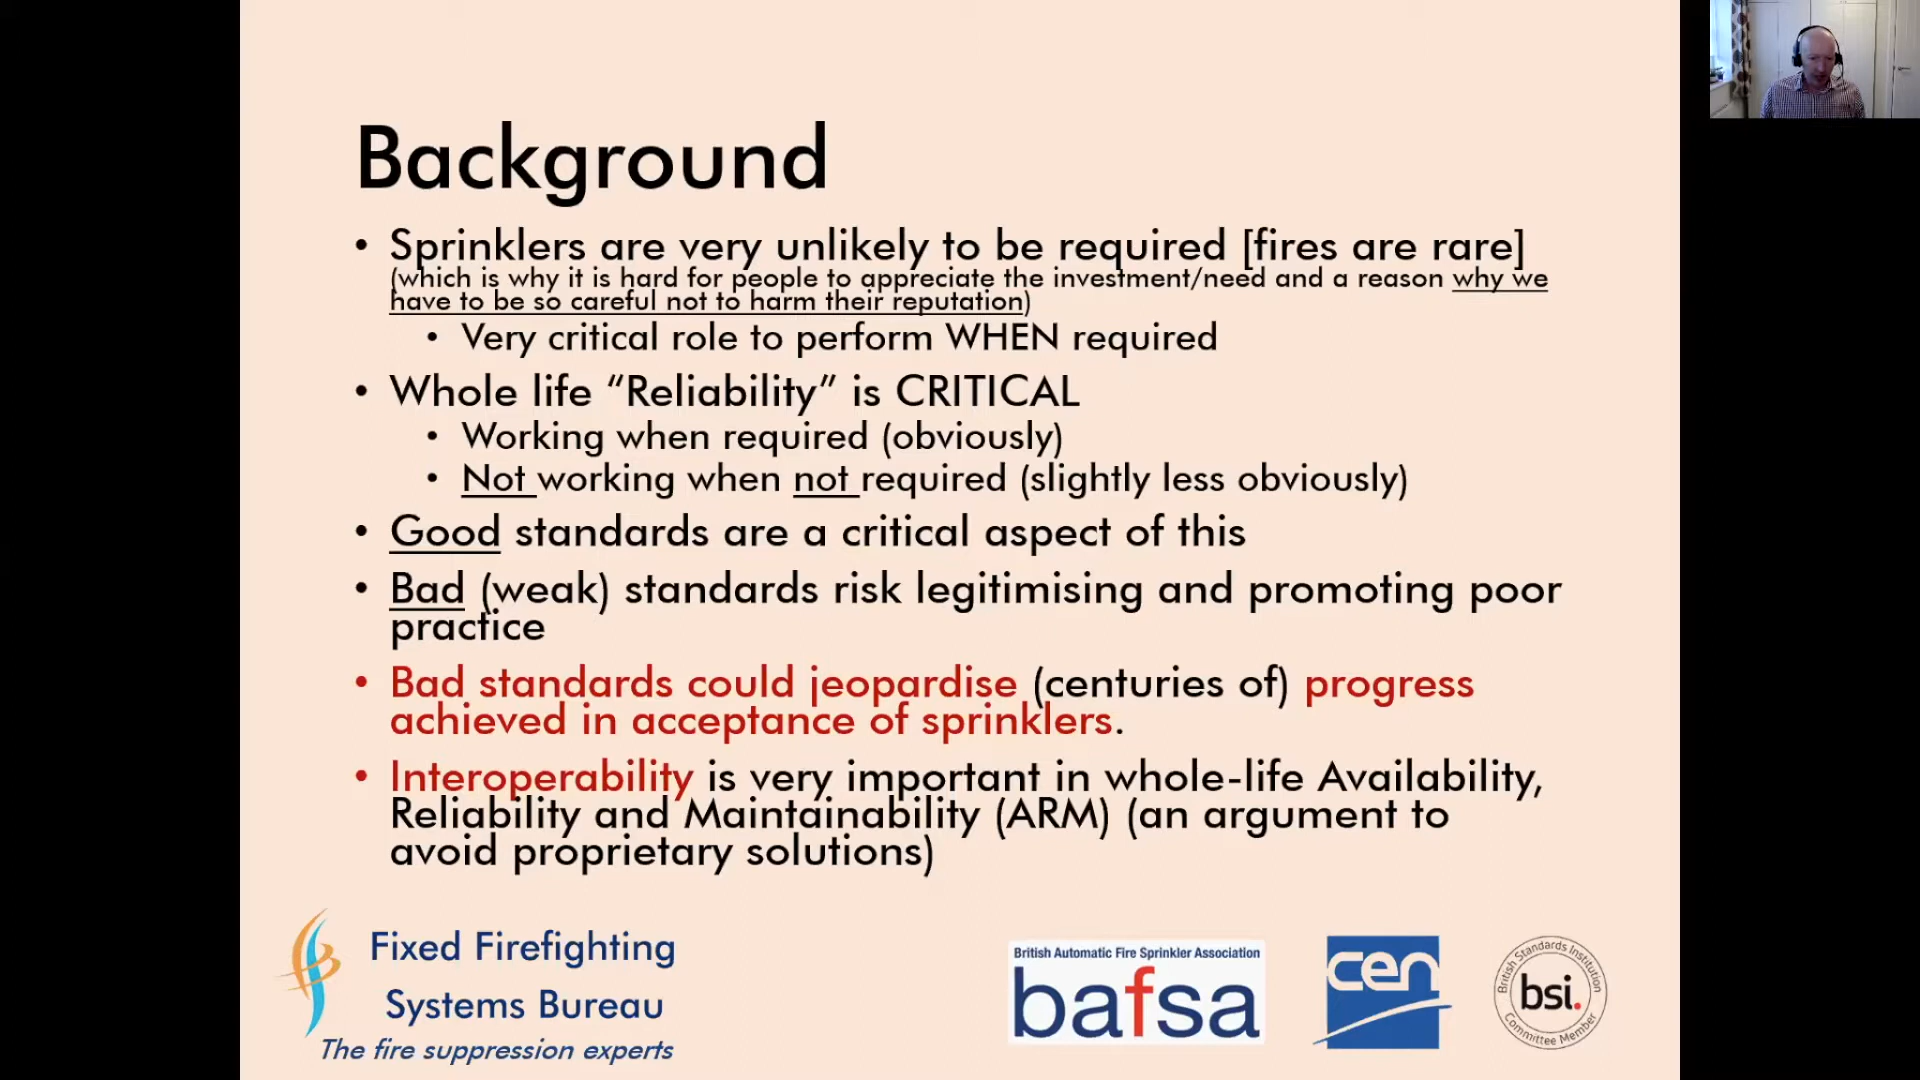 Background
• Sprinklers are very unlikely to be required [fires are rare]
(which is why it is hard for people to appreciate the investment/need and a reason why we
have to be so careful not to harm their reputation)
• Very critical role to perform WHEN required
• Whole life “Reliability” is CRITICAL
• Working when required (obviously)
• Not working when not required (slightly less obviously)
• Good standards are a critical aspect of this
• Bad (weak) standards risk legitimising and promoting poor
practice
• Bad standards could jeopardise (centuries of) progress
achieved in acceptance of sprinklers.
• Interoperability is very important in whole-life Availability,
Reliability and Maintainability (ARM) (an argument to
avoid proprietary solutions)
Fixed Firefighting
Systems Bureau
The fire suppression experts
British Automatic Fire Sprinkler Association
bafsa
cen
British Standards Institution
bsi.
Committee Member